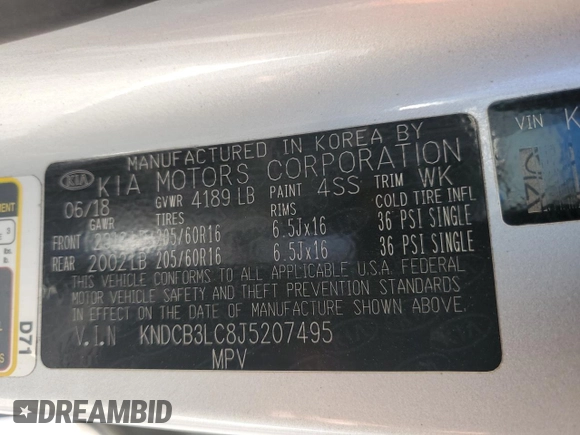 MANUFACTURED IN KOREA BY
KIA KIA MOTORS CORPORATION
06/18 GVWR 4189 LB PAINT 4SS TRIM WK
GAWR TIRES RIMS COLD TIRE INFL
FRONT 205/60R16 6.5Jx16 36 PSI SINGLE
REAR 2002LB 205/60R16 6.5Jx16 36 PSI SINGLE
THIS VEHICLE CONFORMS TO ALL APPLICABLE U.S.A. FEDERAL
MOTOR VEHICLE SAFETY AND THEFT PREVENTION STANDARDS
IN EFFECT ON THE DATE OF MANUFACTURE SHOWN ABOVE.
V.I.N KNDCB3LC8J5207495
MPV
VIN K
D71
DREAMBID